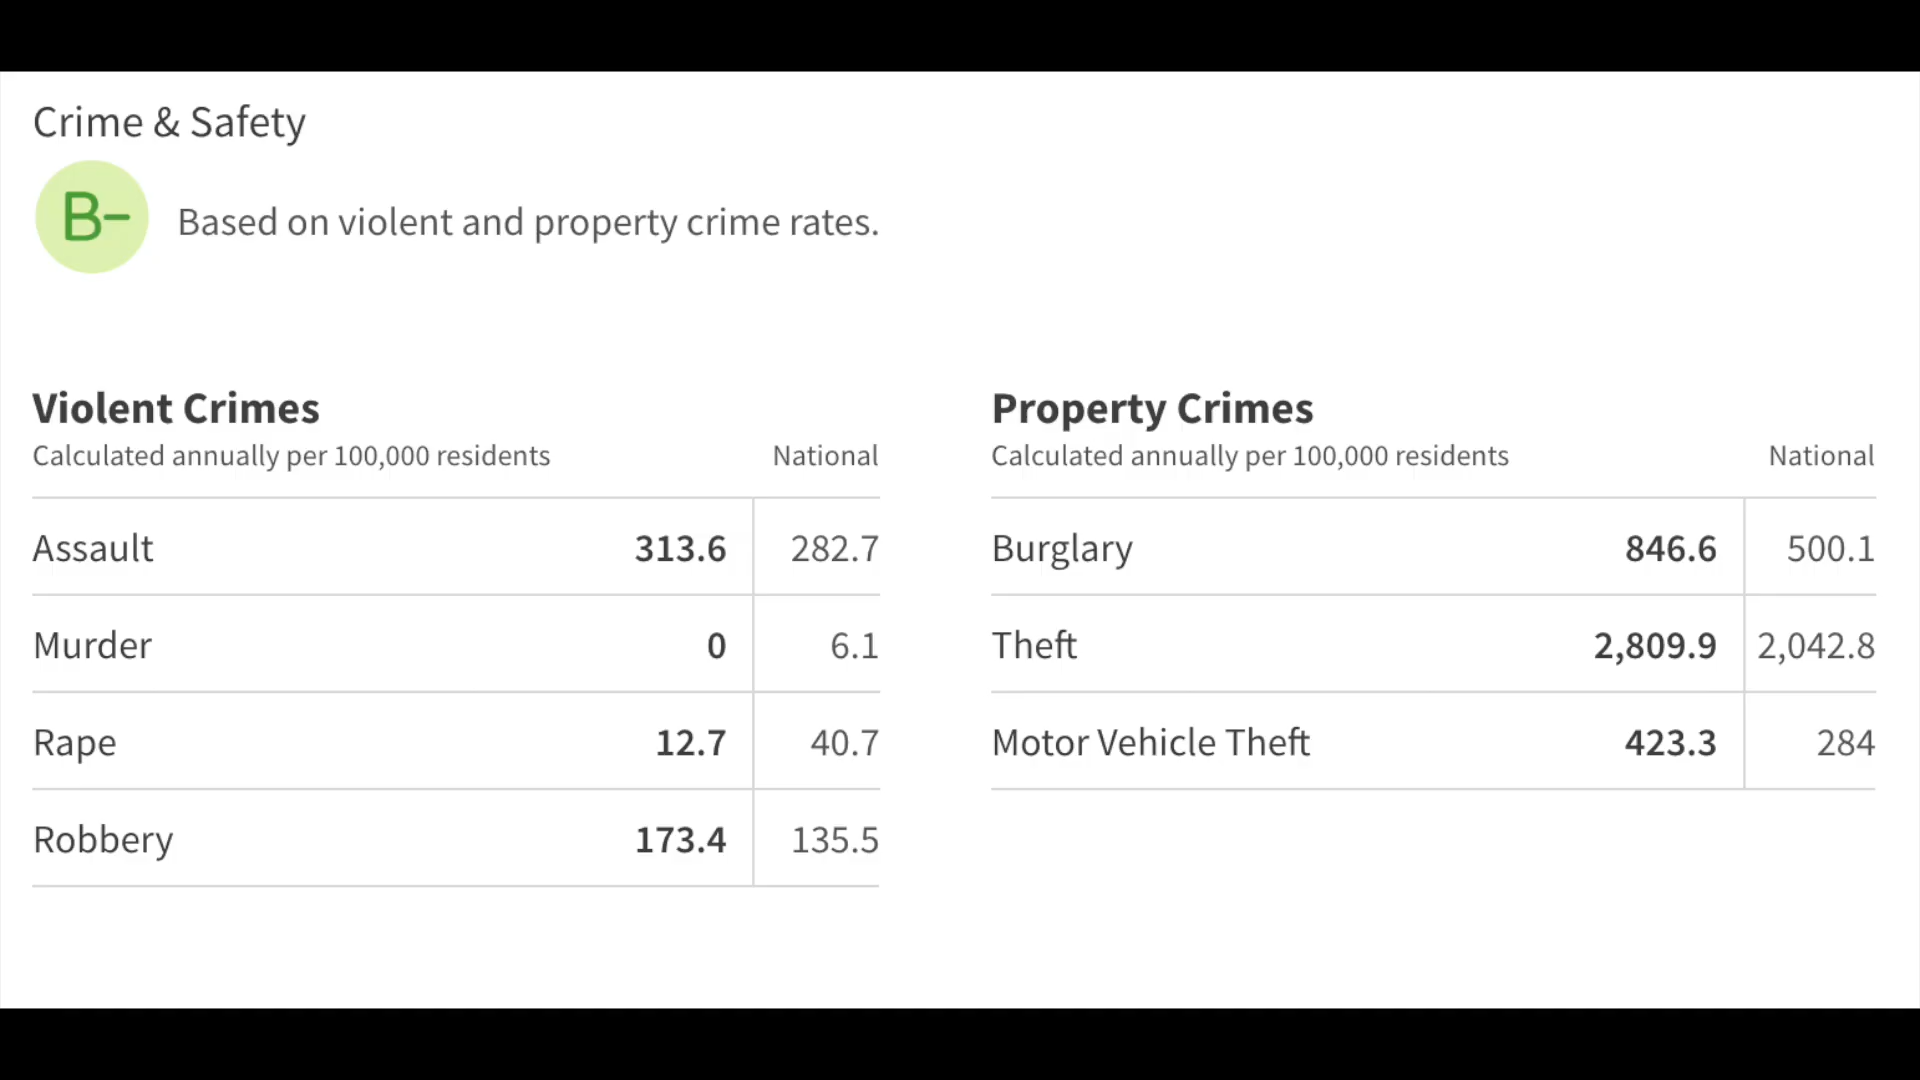 Crime & Safety
B-
Based on violent and property crime rates.
Violent Crimes
Calculated annually per 100,000 residents National
Assault 313.6 282.7
Murder 0 6.1
Rape 12.7 40.7
Robbery 173.4 135.5
Property Crimes
Calculated annually per 100,000 residents National
Burglary 846.6 500.1
Theft 2,809.9 2,042.8
Motor Vehicle Theft 423.3 284